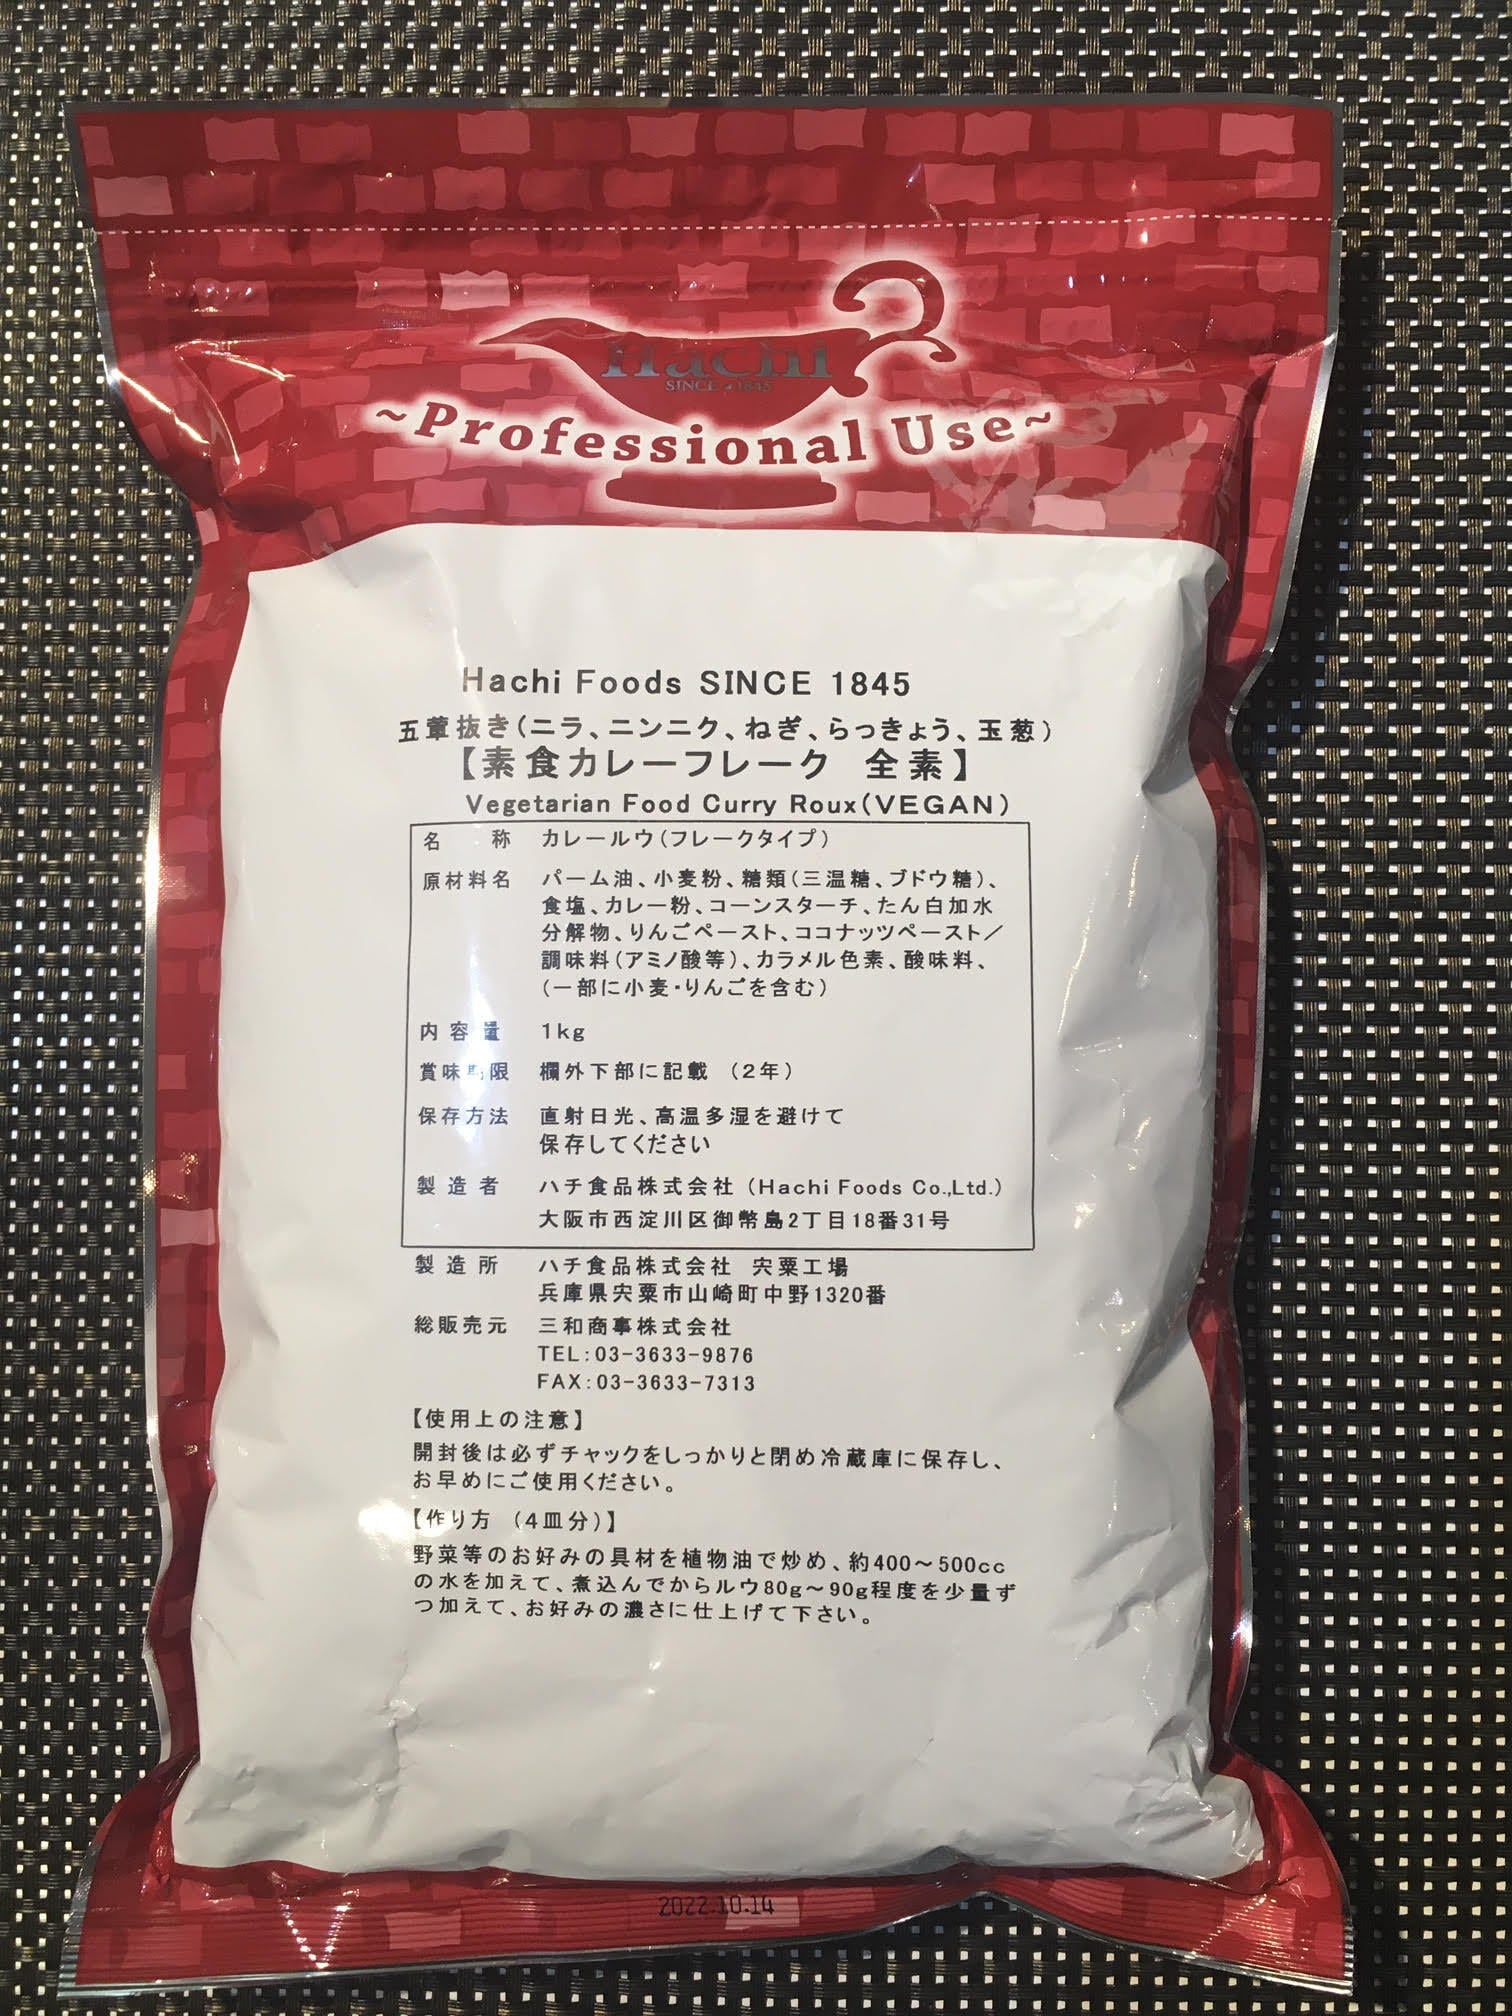 Hachi
SINCE 1845
~Professional Use~
Hachi Foods SINCE 1845
五葷抜き(ニラ、ニンニク、ねぎ、らっきょう、玉葱)
【素食カレーフレーク 全素】
Vegetarian Food Curry Roux(VEGAN)
名 称 カレールウ(フレークタイプ)
原材料名 パーム油、小麦粉、糖類(三温糖、ブドウ糖)、
食塩、カレー粉、コーンスターチ、たん白加水
分解物、りんごペースト、ココナッツペースト/
調味料(アミノ酸等)、カラメル色素、酸味料、
(一部に小麦・りんごを含む)
内容量 1kg
賞味期限 欄外下部に記載 (2年)
保存方法 直射日光、高温多湿を避けて
保存してください
製造者 ハチ食品株式会社 (Hachi Foods Co.,Ltd.)
大阪市西淀川区御幣島2丁目18番31号
製造所 ハチ食品株式会社 宍粟工場
兵庫県宍粟市山崎町中野1320番
総販売元 三和商事株式会社
TEL:03-3633-9876
FAX:03-3633-7313
【使用上の注意】
開封後は必ずチャックをしっかりと閉め冷蔵庫に保存し、
お早めにご使用ください。
【作り方 (4皿分)】
野菜等のお好みの具材を植物油で炒め、約400~500cc
の水を加えて、煮込んでからルウ80g~90g程度を少量ず
つ加えて、お好みの濃さに仕上げて下さい。
2022.10.14